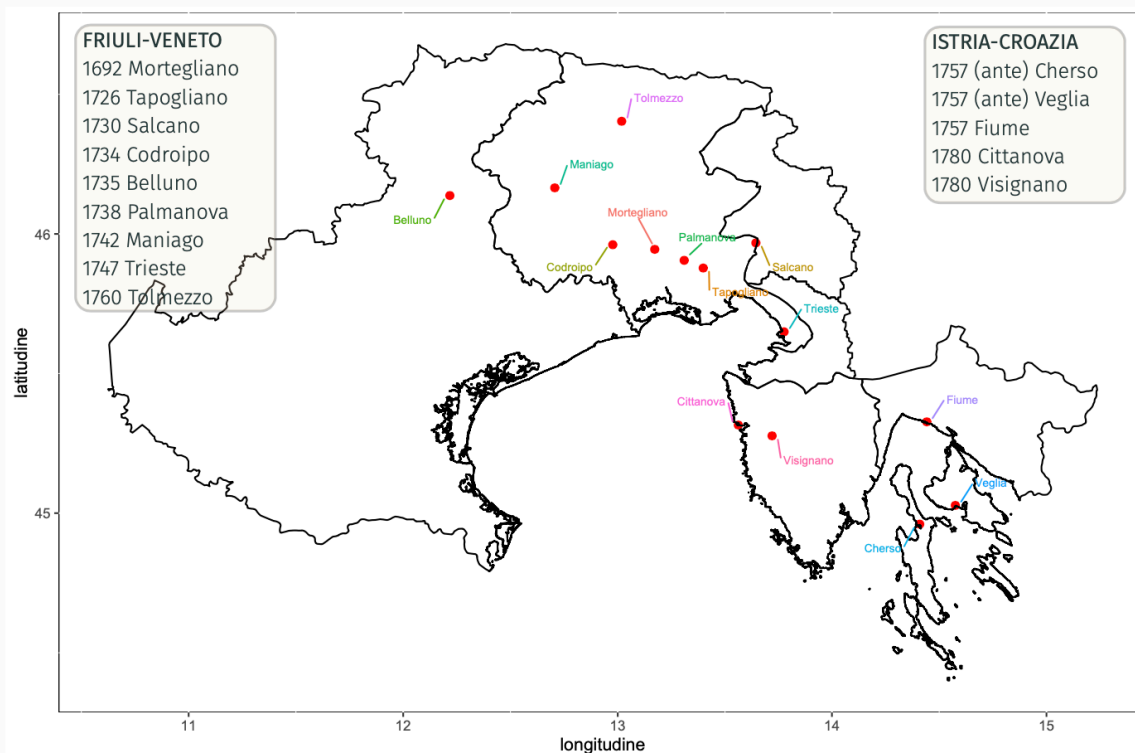 FRIULI-VENETO
1692 Mortegliano
1726 Tapogliano
1730 Salcano
1734 Codroipo
1735 Belluno
1738 Palmanova
1742 Maniago
1747 Trieste
1760 Tolmezzo
ISTRIA-CROAZIA
1757 (ante) Cherso
1757 (ante) Veglia
1757 Fiume
1780 Cittanova
1780 Visignano
Tolmezzo
Maniago
Belluno
Mortegliano
Palmanova
Codroipo
Salcano
Tapogliano
Trieste
Cittanova
Fiume
Visignano
Veglia
Cherso
46
45
latitudine
11
12
13
14
15
longitudine